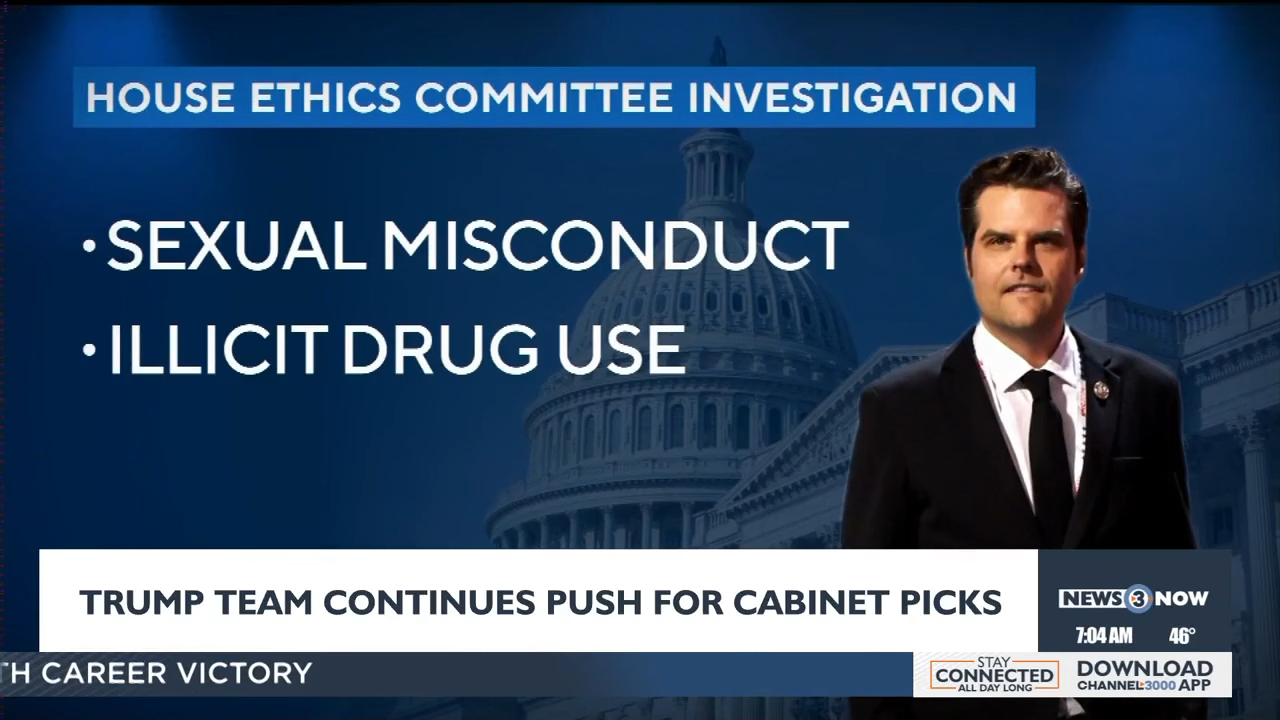 HOUSE ETHICS COMMITTEE INVESTIGATION
• SEXUAL MISCONDUCT
• ILLICIT DRUG USE
TRUMP TEAM CONTINUES PUSH FOR CABINET PICKS
NEWS 3 NOW
7:04 AM 46°
TH CAREER VICTORY
STAY
CONNECTED
ALL DAY LONG
DOWNLOAD
CHANNEL3000 APP